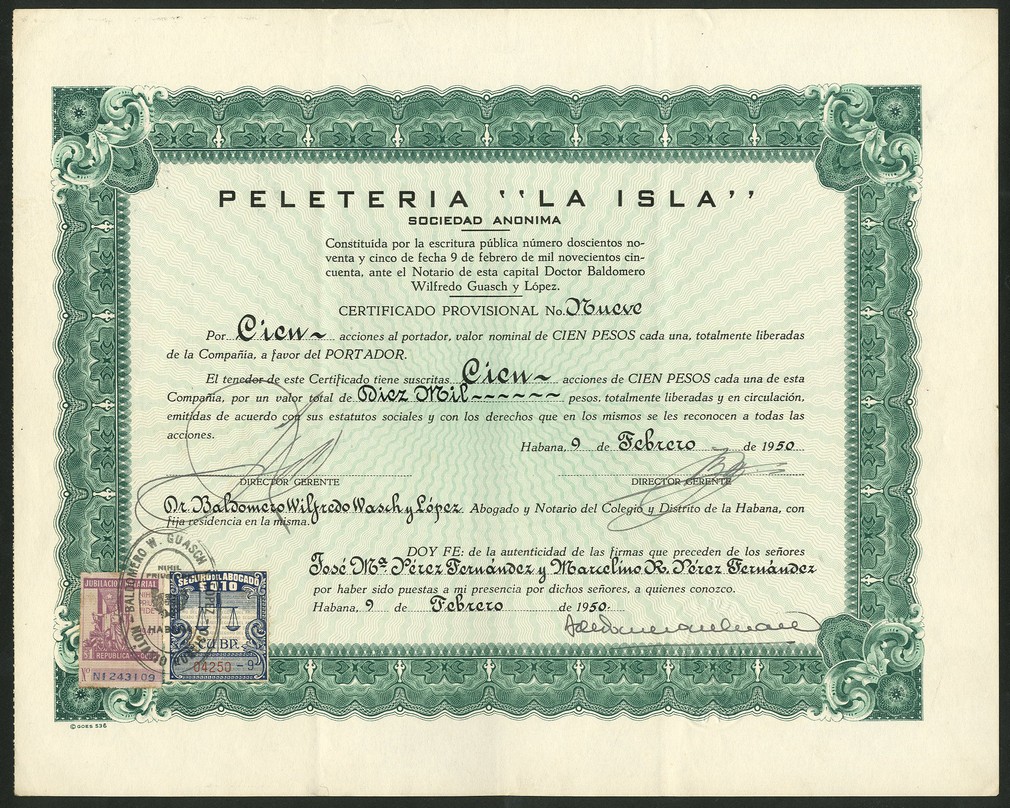 PELETERIA "LA ISLA"
SOCIEDAD ANONIMA
Constituída por la escritura pública número doscientos no-
venta y cinco de fecha 9 de febrero de mil novecientos cin-
cuenta, ante el Notario de esta capital Doctor Baldomero
Wilfredo Guasch y López.
CERTIFICADO PROVISIONAL No. Nueve
Por Cien~ acciones al portador, valor nominal de CIEN PESOS cada una, totalmente liberadas
de la Compañía, a favor del PORTADOR.
El tenedor de este Certificado tiene suscritas Cien~ acciones de CIEN PESOS cada una de esta
Compañía, por un valor total de Diez Mil~~~~~~ pesos. totalmente liberadas y en circulación,
emitidas de acuerdo con sus estatutos sociales y con los derechos que en los mismos se les reconocen a todas las
acciones.
Habana, 9 de Febrero de 1950
DIRECTOR GERENTE DIRECTOR GERENTE
Dr. Baldomero Wilfredo Wasch y López. Abogado y Notario del Colegio y Distrito de la Habana, con
fija residencia en la misma.
DOY FE: de la autenticidad de las firmas que preceden de los señores
José Mª. Pérez Fernández y Marcelino R. Pérez Fernández
por haber sido puestas a mi presencia por dichos señores, a quienes conozco.
Habana, 9 de Febrero de 1950.
BALDOMERO W. GUASCH
NIHIL
NOTARIO
JUBILACION NOTARIAL
REPUBLICA
Nº N1243109
SEGURO DEL ABOGADO
04250-9
© GOES 536